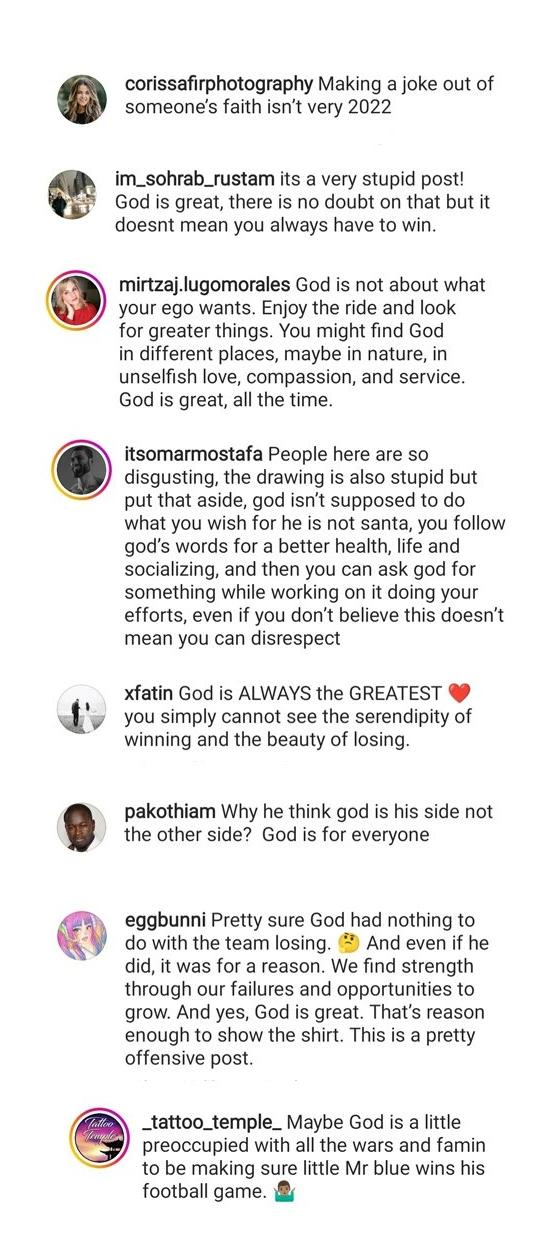 corissafirphotography Making a joke out of
someone's faith isn't very 2022
im_sohrab_rustam its a very stupid post!
God is great, there is no doubt on that but it
doesnt mean you always have to win.
mirtzaj.lugomorales God is not about what
your ego wants. Enjoy the ride and look
for greater things. You might find God
in different places, maybe in nature, in
unselfish love, compassion, and service.
God is great, all the time.
itsomarmostafa People here are so
disgusting, the drawing is also stupid but
put that aside, god isn't supposed to do
what you wish for he is not santa, you follow
god's words for a better health, life and
socializing, and then you can ask god for
something while working on it doing your
efforts, even if you don't believe this doesn't
mean you can disrespect
xfatin God is ALWAYS the GREATEST ❤️
you simply cannot see the serendipity of
winning and the beauty of losing.
pakothiam Why he think god is his side not
the other side?  God is for everyone
eggbunni Pretty sure God had nothing to
do with the team losing. 🤔 And even if he
did, it was for a reason. We find strength
through our failures and opportunities to
grow. And yes, God is great. That's reason
enough to show the shirt. This is a pretty
offensive post.
Tattoo
Temple
_tattoo_temple_ Maybe God is a little
preoccupied with all the wars and famin
to be making sure little Mr blue wins his
football game. 🤷🏽‍♂️